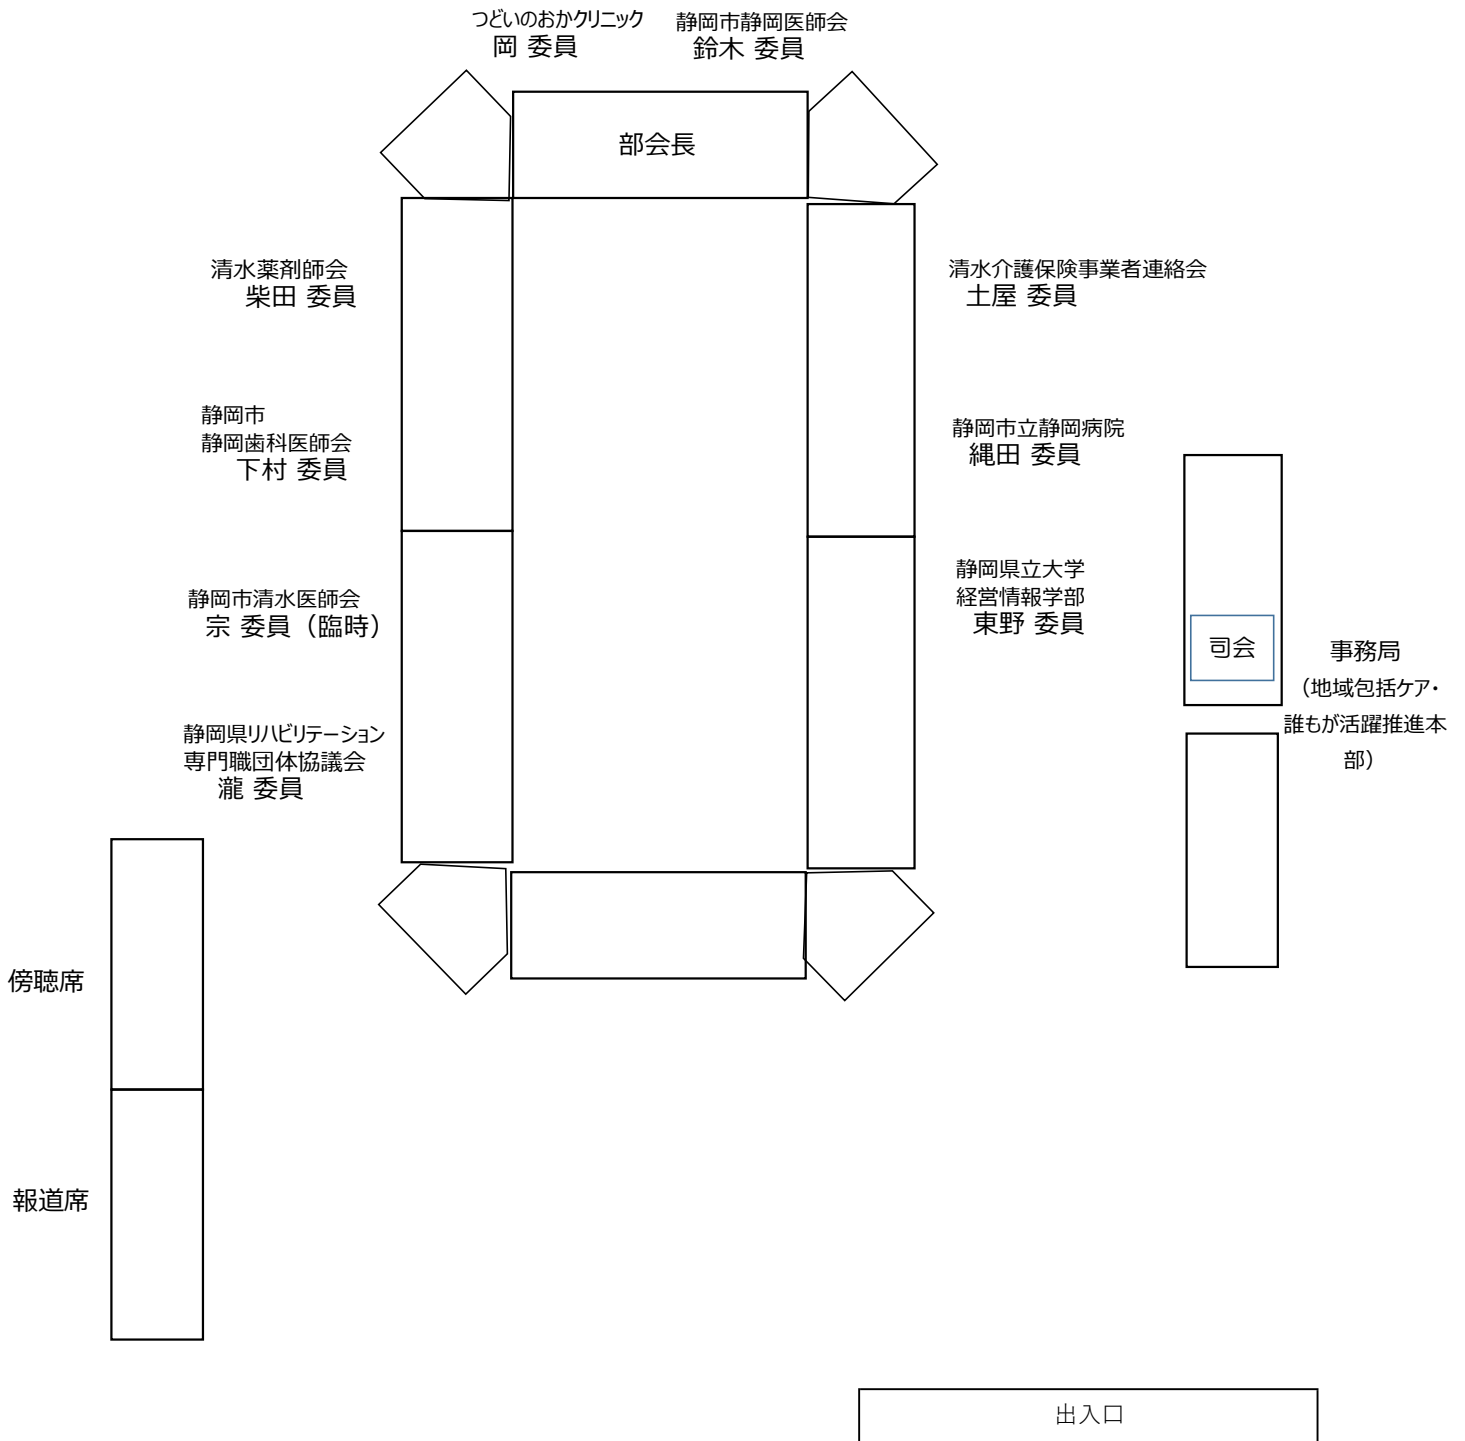 つどいのおかクリニック
岡 委員
静岡市静岡医師会
鈴木 委員
部会長
清水薬剤師会
柴田 委員
清水介護保険事業者連絡会
土屋 委員
静岡市
静岡歯科医師会
下村 委員
静岡市立静岡病院
縄田 委員
静岡市清水医師会
宗 委員（臨時）
静岡県立大学
経営情報学部
東野 委員
司会
事務局
（地域包括ケア・
誰もが活躍推進本
部）
静岡県リハビリテーション
専門職団体協議会
瀧 委員
傍聴席
報道席
出入口